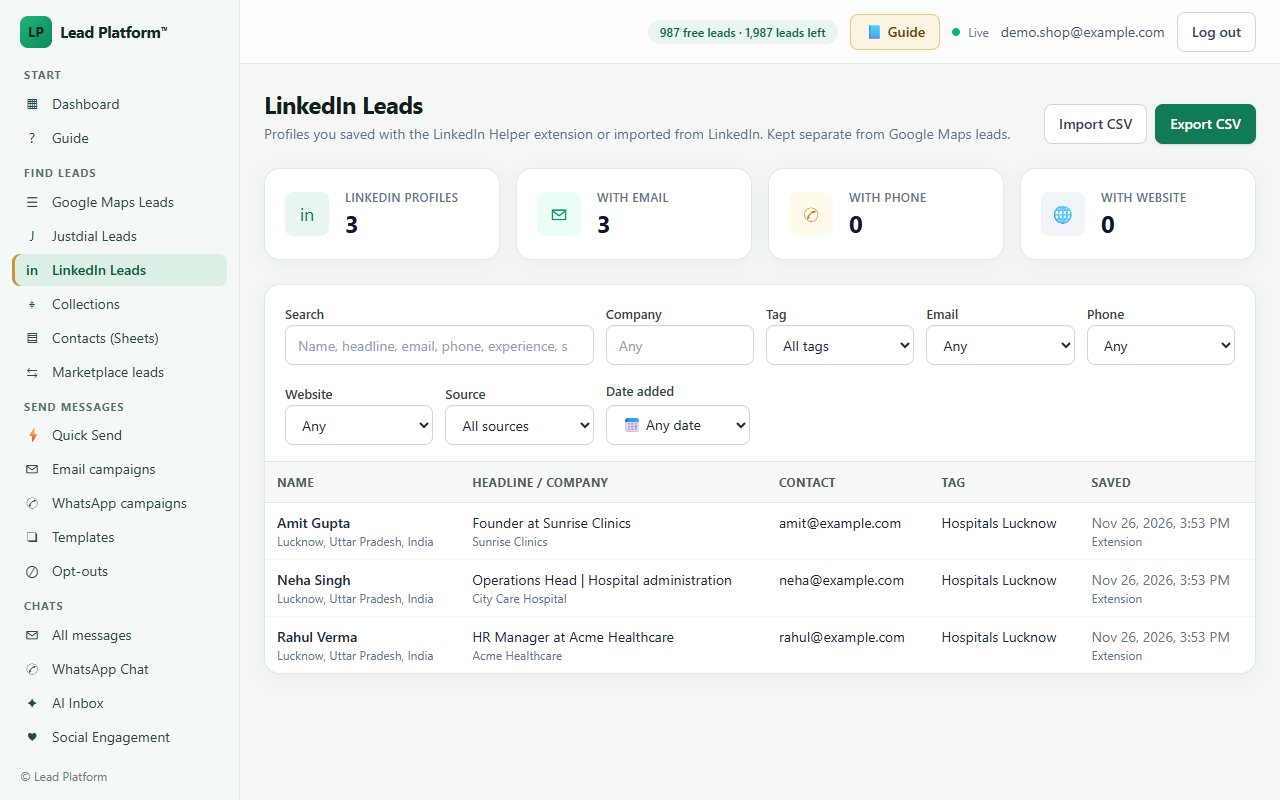 LP Lead Platform™
987 free leads · 1,987 leads left
Guide
Live
demo.shop@example.com
Log out
START
Dashboard
? Guide
FIND LEADS
Google Maps Leads
J Justdial Leads
in LinkedIn Leads
Collections
Contacts (Sheets)
Marketplace leads
SEND MESSAGES
Quick Send
Email campaigns
WhatsApp campaigns
Templates
Opt-outs
CHATS
All messages
WhatsApp Chat
AI Inbox
Social Engagement
© Lead Platform
LinkedIn Leads
Profiles you saved with the LinkedIn Helper extension or imported from LinkedIn. Kept separate from Google Maps leads.
Import CSV
Export CSV
in LINKEDIN PROFILES
3
WITH EMAIL
3
WITH PHONE
0
WITH WEBSITE
0
Search Company Tag Email Phone
Name, headline, email, phone, experience, s Any All tags Any Any
Website Source Date added
Any All sources Any date
NAME HEADLINE / COMPANY CONTACT TAG SAVED
Amit Gupta Founder at Sunrise Clinics amit@example.com Hospitals Lucknow Nov 26, 2026, 3:53 PM
Lucknow, Uttar Pradesh, India Sunrise Clinics Extension
Neha Singh Operations Head | Hospital administration neha@example.com Hospitals Lucknow Nov 26, 2026, 3:53 PM
Lucknow, Uttar Pradesh, India City Care Hospital Extension
Rahul Verma HR Manager at Acme Healthcare rahul@example.com Hospitals Lucknow Nov 26, 2026, 3:53 PM
Lucknow, Uttar Pradesh, India Acme Healthcare Extension